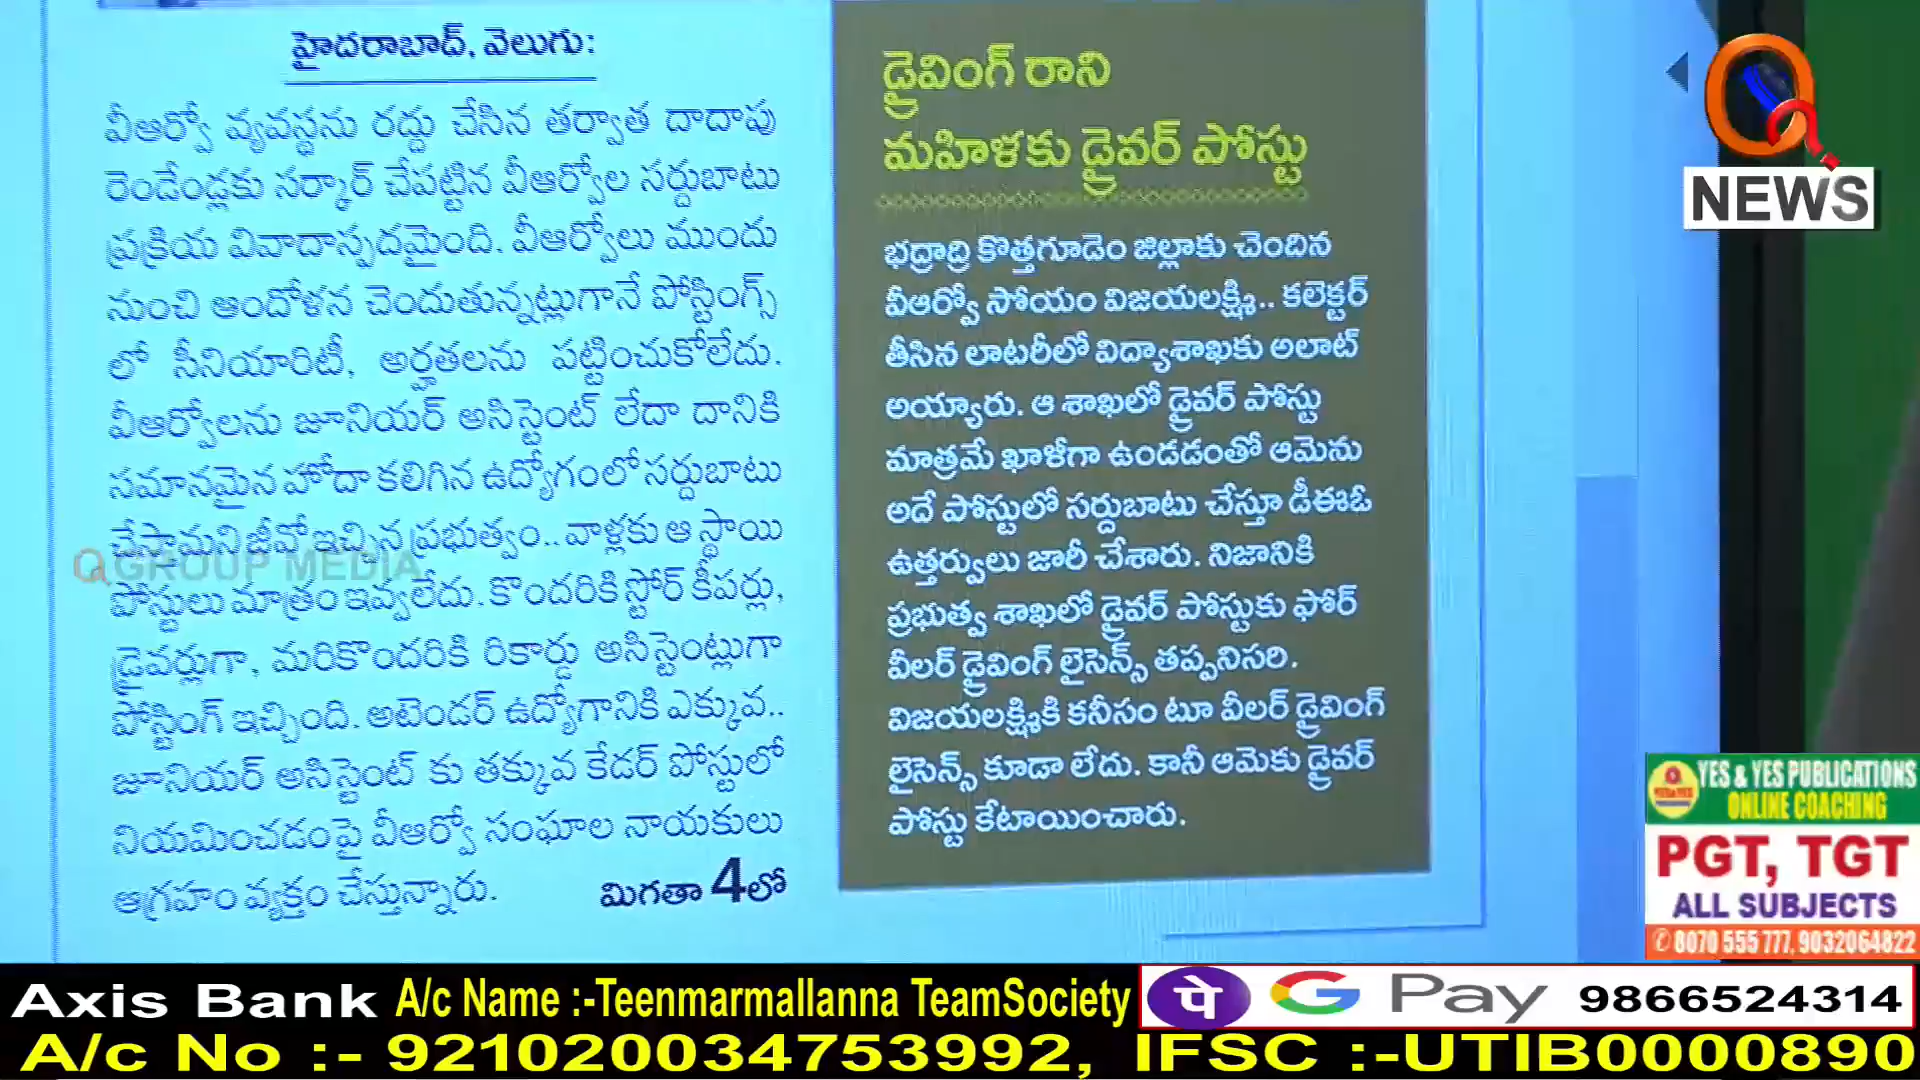 హైదరాబాద్, వెలుగు:
వీఆర్వో వ్యవస్థను రద్దు చేసిన తర్వాత దాదాపు
రెండేండ్లకు సర్కార్ చేపట్టిన వీఆర్వోల సర్దుబాటు
ప్రక్రియ వివాదాస్పదమైంది. వీఆర్వోలు ముందు
నుంచి ఆందోళన చెందుతున్నట్లుగానే పోస్టింగ్స్
లో సీనియారిటీ, అర్హతలను పట్టించుకోలేదు.
వీఆర్వోలను జూనియర్ అసిస్టెంట్ లేదా దానికి
సమానమైన హోదా కలిగిన ఉద్యోగంలో సర్దుబాటు
చేస్తామని జీవో ఇచ్చిన ప్రభుత్వం.. వాళ్లకు ఆ స్థాయి
పోస్టులు మాత్రం ఇవ్వలేదు. కొందరికి స్టోర్ కీపర్లు,
డ్రైవర్లుగా, మరికొందరికి రికార్డు అసిస్టెంట్లుగా
పోస్టింగ్ ఇచ్చింది. అటెండర్ ఉద్యోగానికి ఎక్కువ..
జూనియర్ అసిస్టెంట్ కు తక్కువ కేడర్ పోస్టులో
నియమించడంపై వీఆర్వో సంఘాల నాయకులు
ఆగ్రహం వ్యక్తం చేస్తున్నారు. మిగతా 4లో
డ్రైవింగ్ రాని
మహిళకు డ్రైవర్ పోస్టు
భద్రాద్రి కొత్తగూడెం జిల్లాకు చెందిన
వీఆర్వో సోయం విజయలక్ష్మి.. కలెక్టర్
తీసిన లాటరీలో విద్యాశాఖకు అలాట్
అయ్యారు. ఆ శాఖలో డ్రైవర్ పోస్టు
మాత్రమే ఖాళీగా ఉండడంతో ఆమెను
అదే పోస్టులో సర్దుబాటు చేస్తూ డీఈఓ
ఉత్తర్వులు జారీ చేశారు. నిజానికి
ప్రభుత్వ శాఖలో డ్రైవర్ పోస్టుకు ఫోర్
వీలర్ డ్రైవింగ్ లైసెన్స్ తప్పనిసరి.
విజయలక్ష్మికి కనీసం టూ వీలర్ డ్రైవింగ్
లైసెన్స్ కూడా లేదు. కానీ ఆమెకు డ్రైవర్
పోస్టు కేటాయించారు.
Q GROUP MEDIA
Q
NEWS
YES & YES PUBLICATIONS
ONLINE COACHING
PGT, TGT
ALL SUBJECTS
8070 555 777, 9032064822
Axis Bank A/c Name :-Teenmarmallanna TeamSociety
पे G Pay 9866524314
A/c No :- 921020034753992, IFSC :-UTIB0000890